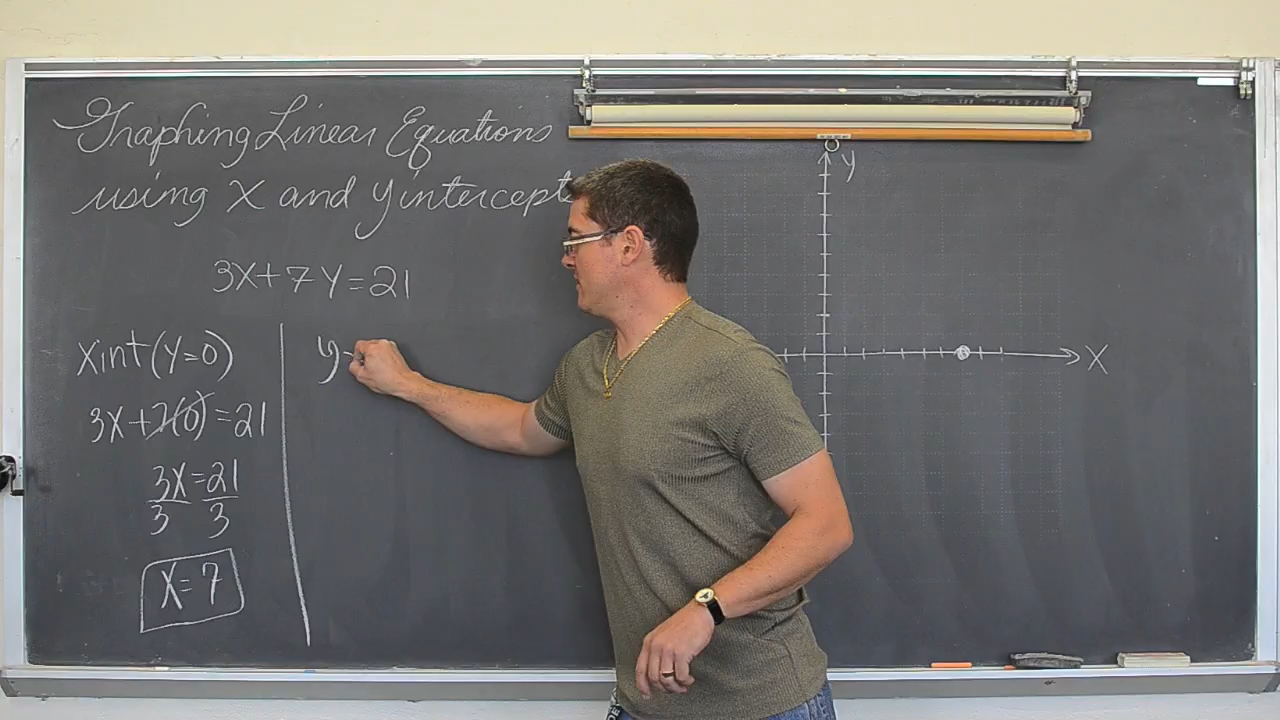 Graphing Linear Equations
using X and y intercept
3X+7Y=21
Xint(Y=0)
3X+7(0)=21
3X=21
3 3
X=7
y
y
X